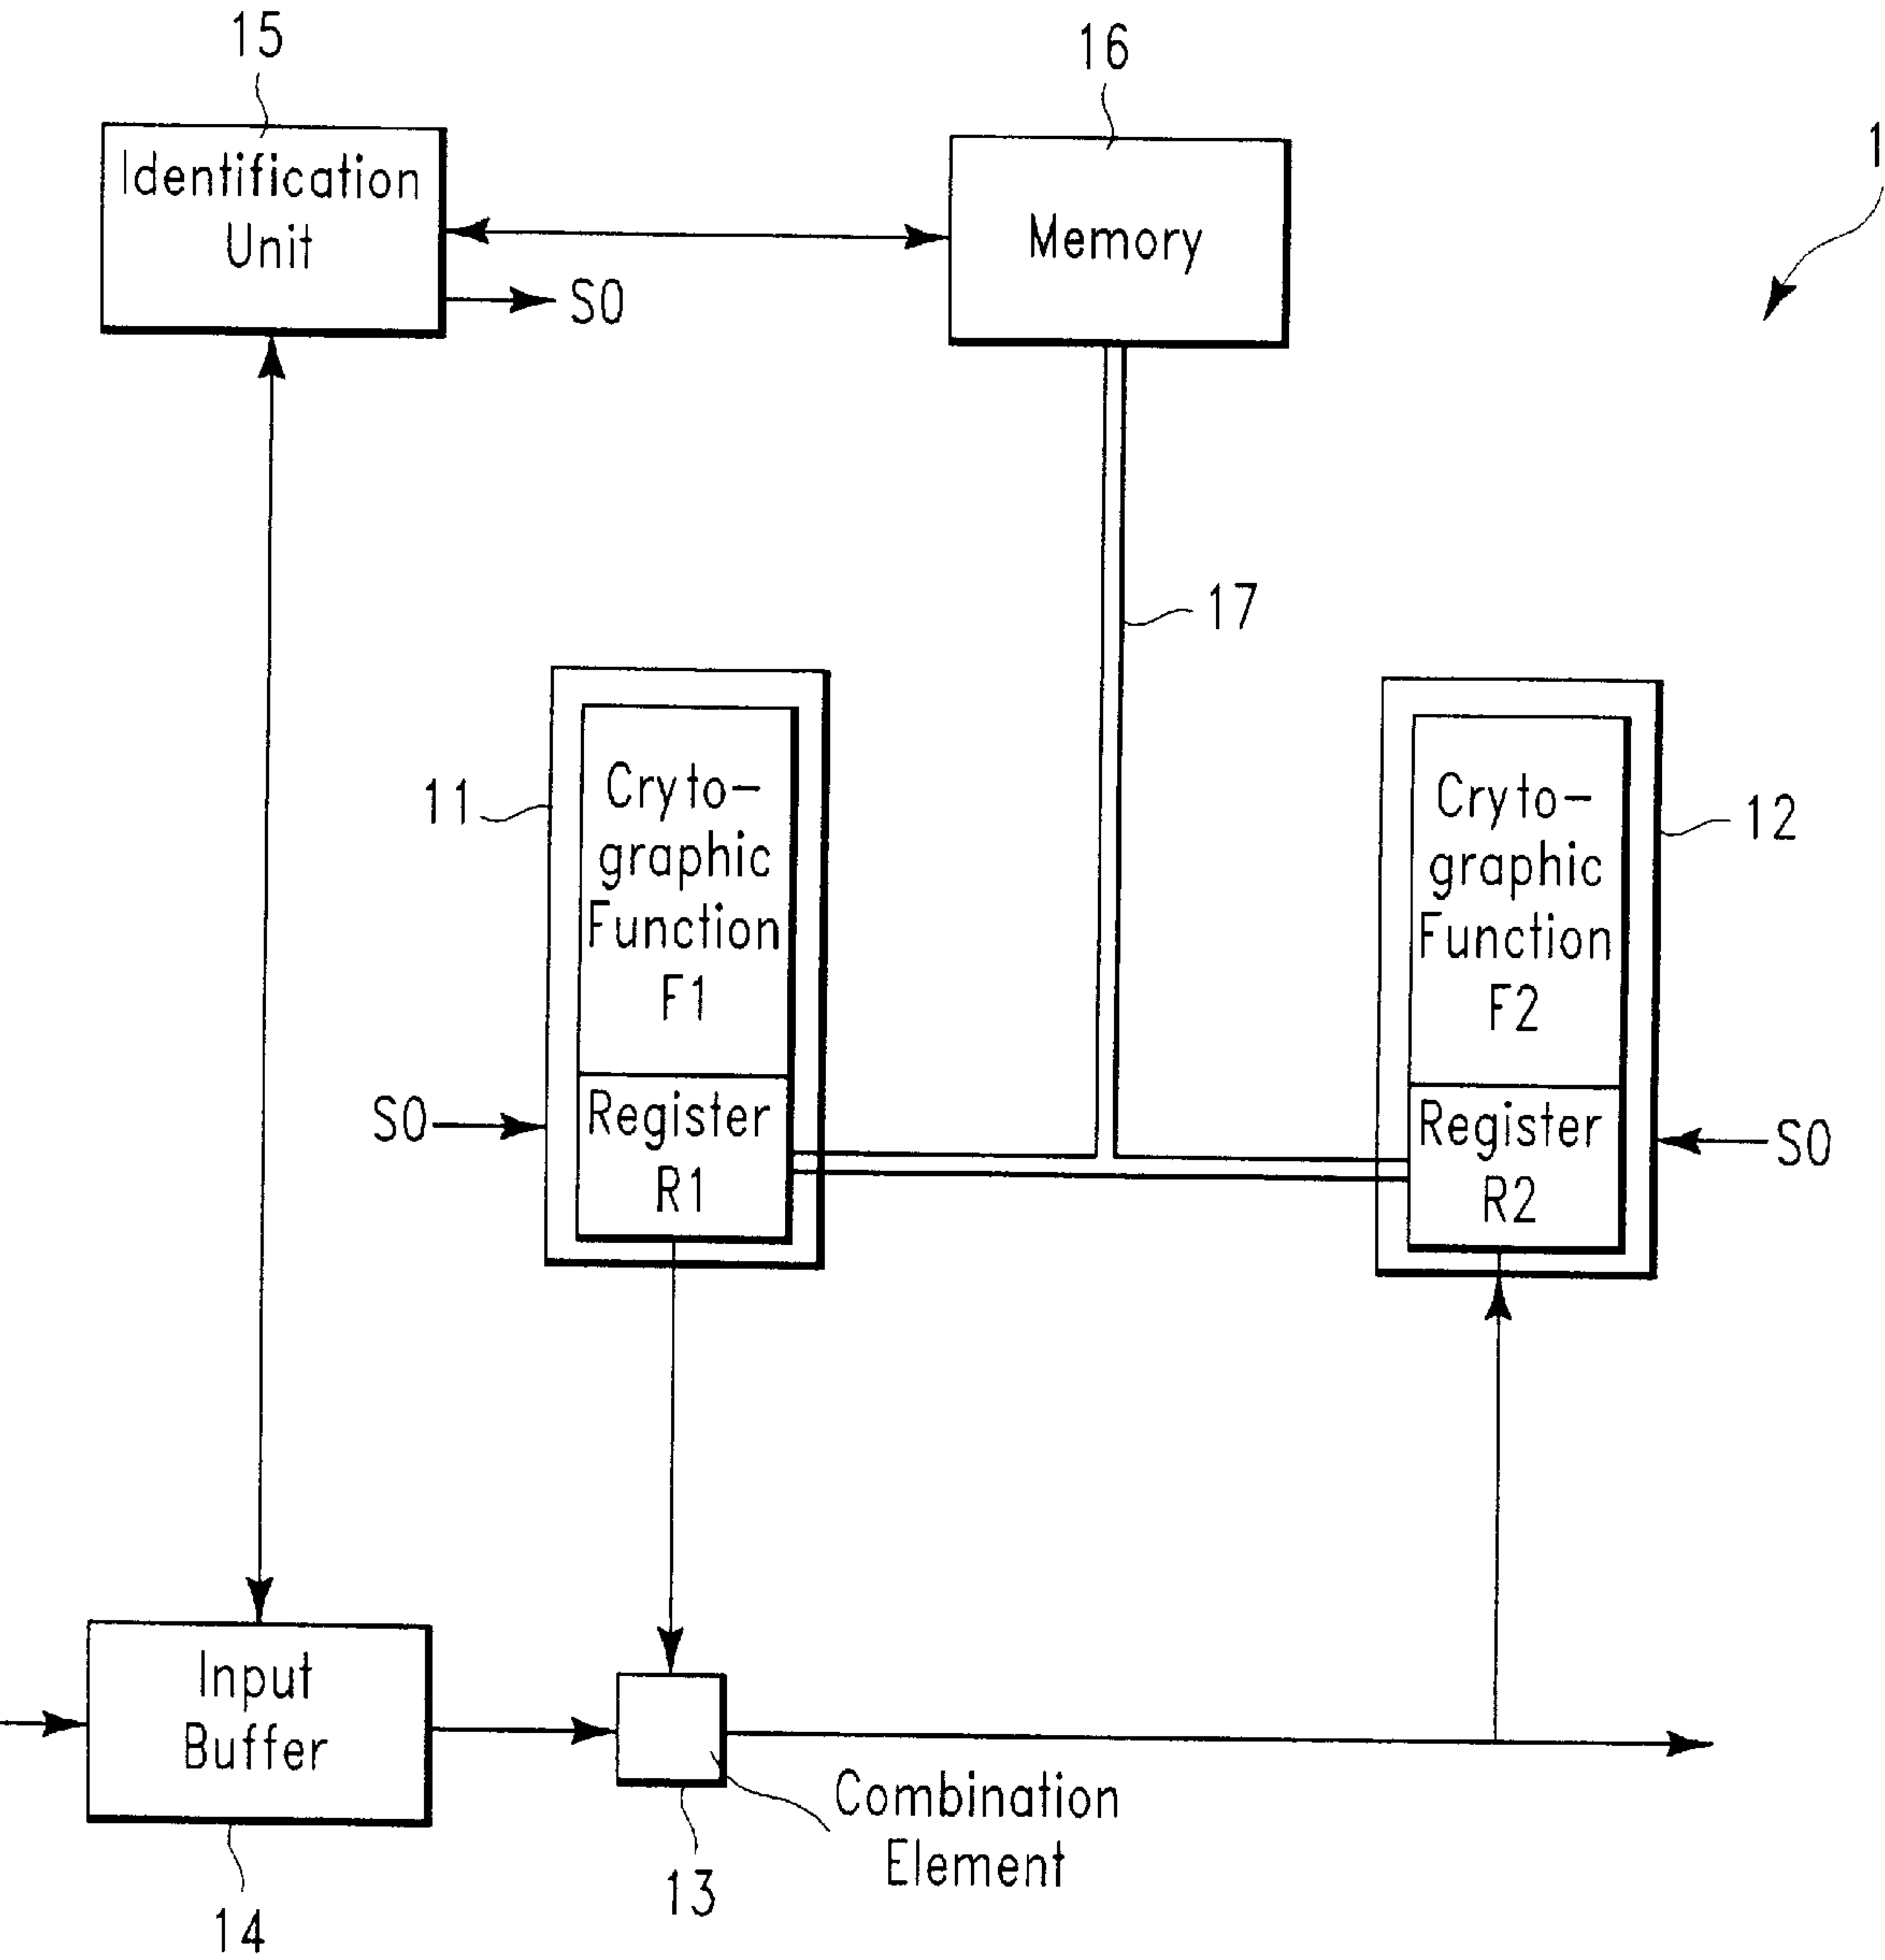 15
16
1
Identification
Unit
Memory
S0
17
11
Cryto-
graphic
Function
F1
Cryto-
graphic
Function
F2
12
S0
Register
R1
Register
R2
S0
Input
Buffer
Combination
Element
13
14